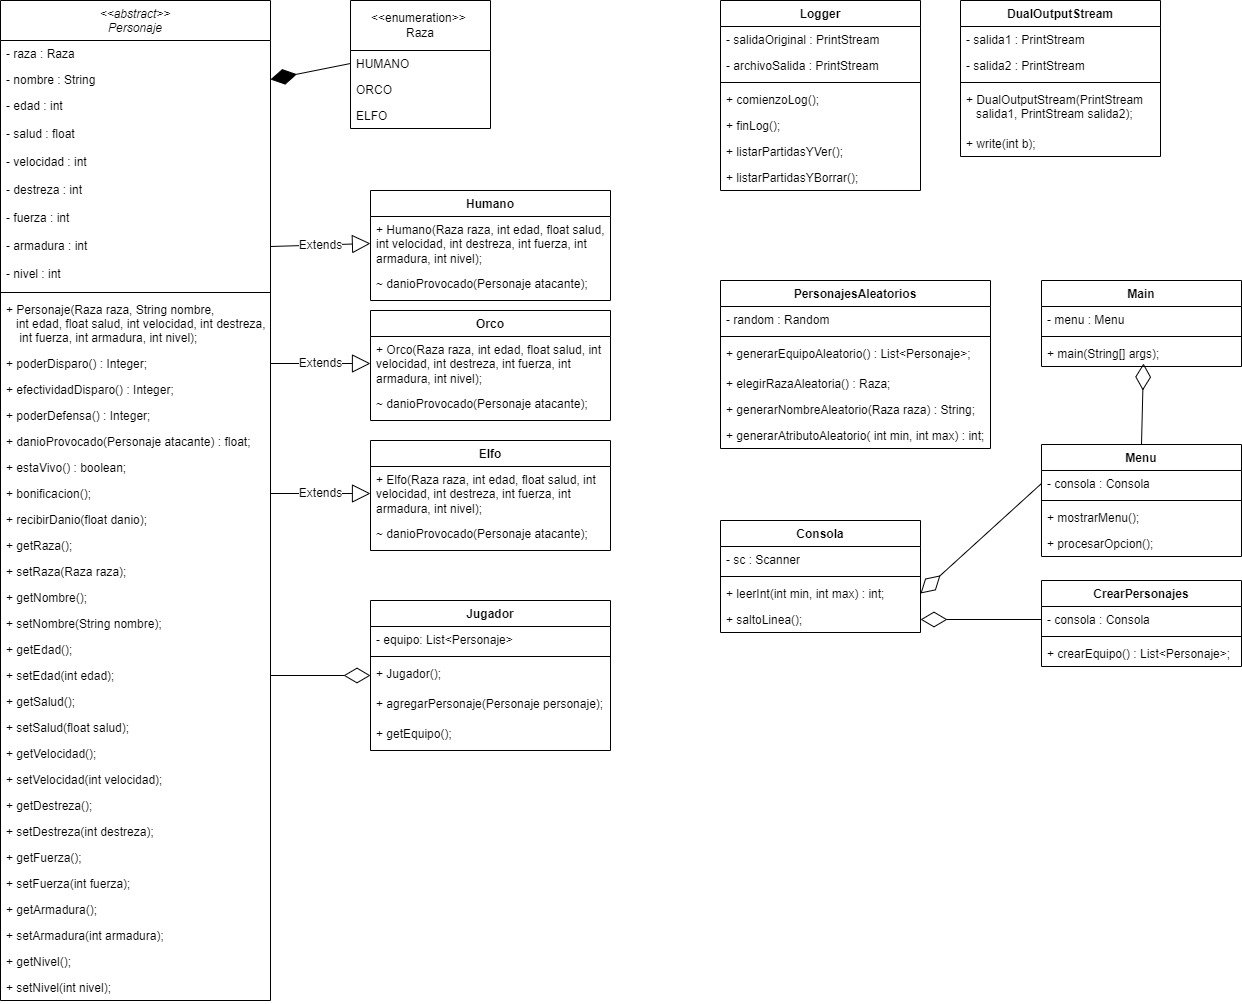 <<abstract>>
Personaje
- raza : Raza
- nombre : String
- edad : int
- salud : float
- velocidad : int
- destreza : int
- fuerza : int
- armadura : int
- nivel : int
+ Personaje(Raza raza, String nombre,
int edad, float salud, int velocidad, int destreza,
int fuerza, int armadura, int nivel);
+ poderDisparo() : Integer;
+ efectividadDisparo() : Integer;
+ poderDefensa() : Integer;
+ danioProvocado(Personaje atacante) : float;
+ estaVivo() : boolean;
+ bonificacion();
+ recibirDanio(float danio);
+ getRaza();
+ setRaza(Raza raza);
+ getNombre();
+ setNombre(String nombre);
+ getEdad();
+ setEdad(int edad);
+ getSalud();
+ setSalud(float salud);
+ getVelocidad();
+ setVelocidad(int velocidad);
+ getDestreza();
+ setDestreza(int destreza);
+ getFuerza();
+ setFuerza(int fuerza);
+ getArmadura();
+ setArmadura(int armadura);
+ getNivel();
+ setNivel(int nivel);
<<enumeration>>
Raza
HUMANO
ORCO
ELFO
Extends
Humano
+ Humano(Raza raza, int edad, float salud,
int velocidad, int destreza, int fuerza, int
armadura, int nivel);
~ danioProvocado(Personaje atacante);
Extends
Orco
+ Orco(Raza raza, int edad, float salud, int
velocidad, int destreza, int fuerza, int
armadura, int nivel);
~ danioProvocado(Personaje atacante);
Extends
Elfo
+ Elfo(Raza raza, int edad, float salud, int
velocidad, int destreza, int fuerza, int
armadura, int nivel);
~ danioProvocado(Personaje atacante);
Jugador
- equipo: List<Personaje>
+ Jugador();
+ agregarPersonaje(Personaje personaje);
+ getEquipo();
Logger
- salidaOriginal : PrintStream
- archivoSalida : PrintStream
+ comienzoLog();
+ finLog();
+ listarPartidasYVer();
+ listarPartidasYBorrar();
DualOutputStream
- salida1 : PrintStream
- salida2 : PrintStream
+ DualOutputStream(PrintStream
salida1, PrintStream salida2);
+ write(int b);
PersonajesAleatorios
- random : Random
+ generarEquipoAleatorio() : List<Personaje>;
+ elegirRazaAleatoria() : Raza;
+ generarNombreAleatorio(Raza raza) : String;
+ generarAtributoAleatorio( int min, int max) : int;
Main
- menu : Menu
+ main(String[] args);
Menu
- consola : Consola
+ mostrarMenu();
+ procesarOpcion();
Consola
- sc : Scanner
+ leerInt(int min, int max) : int;
+ saltoLinea();
CrearPersonajes
- consola : Consola
+ crearEquipo() : List<Personaje>;